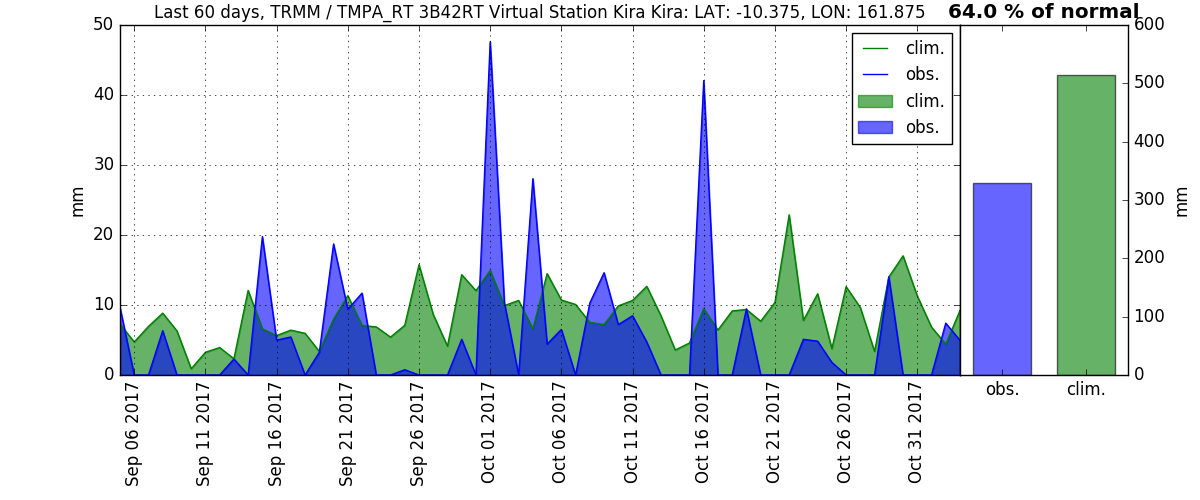 Last 60 days, TRMM / TMPA_RT 3B42RT Virtual Station Kira Kira: LAT: -10.375, LON: 161.875
64.0 % of normal
50
40
30
20
10
0
mm
clim.
obs.
clim.
obs.
600
500
400
300
200
100
0
mm
Sep 06 2017
Sep 11 2017
Sep 16 2017
Sep 21 2017
Sep 26 2017
Oct 01 2017
Oct 06 2017
Oct 11 2017
Oct 16 2017
Oct 21 2017
Oct 26 2017
Oct 31 2017
obs.
clim.